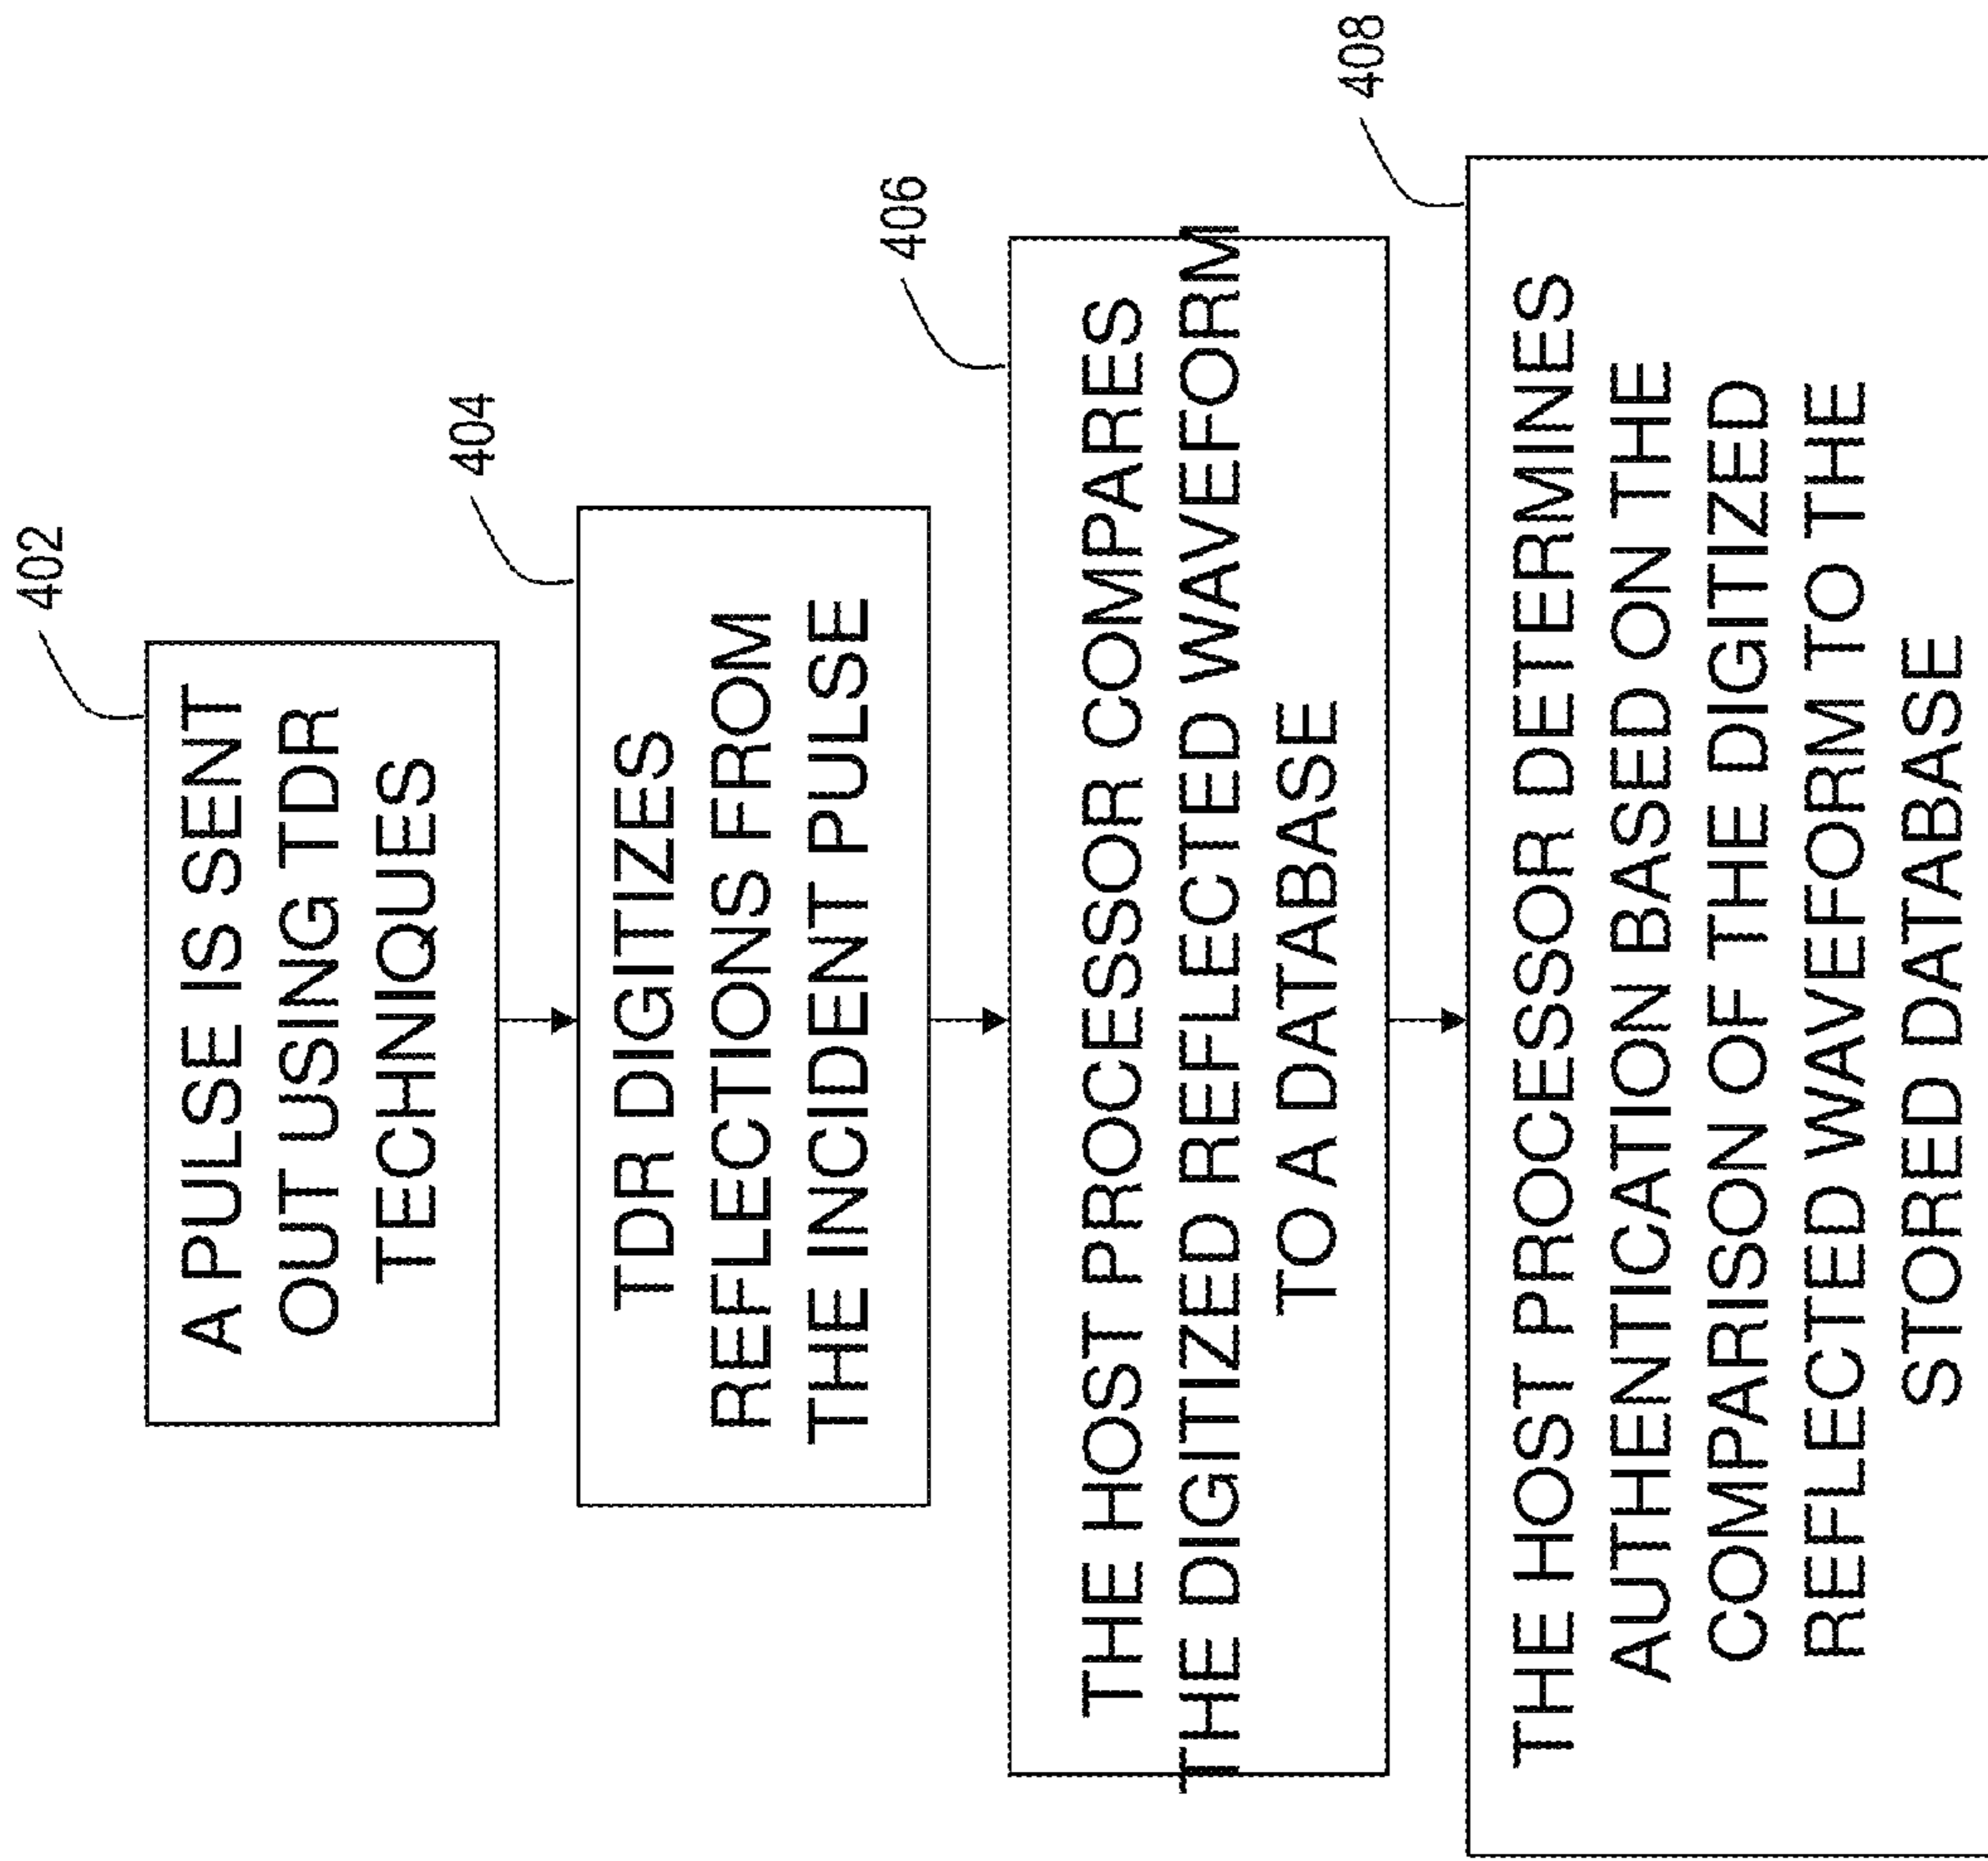 402
A PULSE IS SENT
OUT USING TDR
TECHNIQUES
404
TDR DIGITIZES
REFLECTIONS FROM
THE INCIDENT PULSE
406
THE HOST PROCESSOR COMPARES
THE DIGITIZED REFLECTED WAVEFORM
TO A DATABASE
408
THE HOST PROCESSOR DETERMINES
AUTHENTICATION BASED ON THE
COMPARISON OF THE DIGITIZED
REFLECTED WAVEFORM TO THE
STORED DATABASE